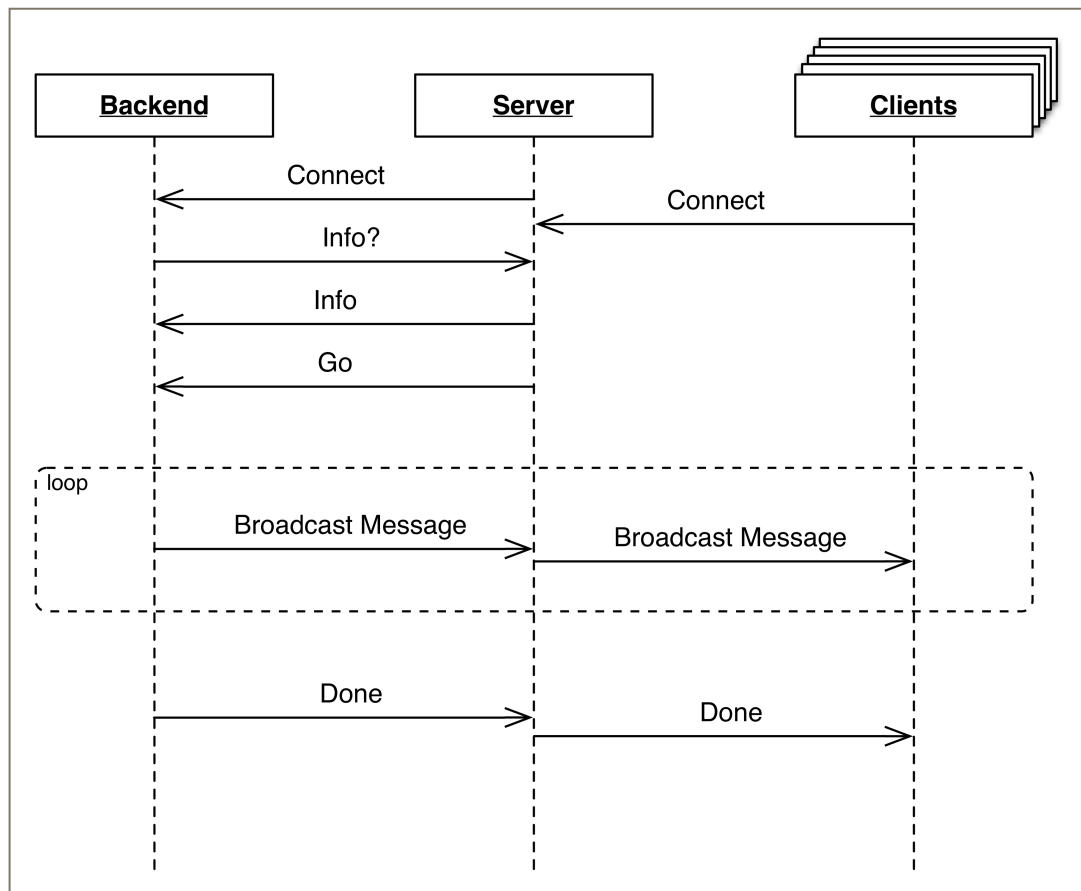 Backend
Server
Clients
Connect
Connect
Info?
Info
Go
loop
Broadcast Message
Broadcast Message
Done
Done